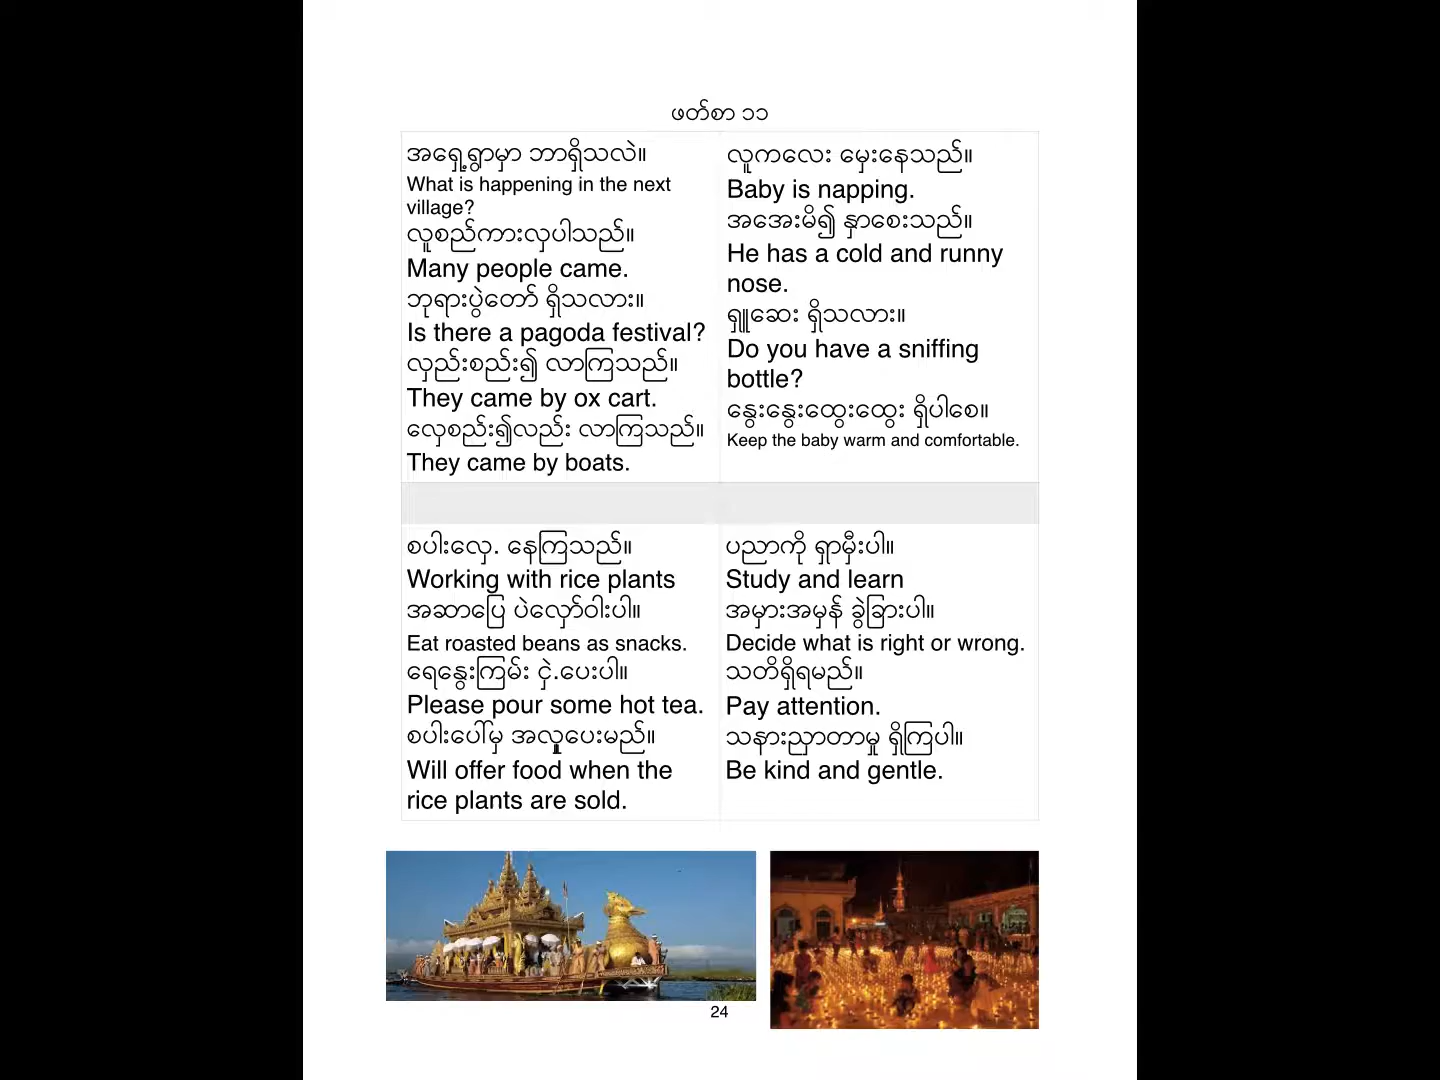 ဖတ်စာ ၁၁
အရှေ့ရွာမှာ ဘာရှိသလဲ။
What is happening in the next
village?
လူစည်ကားလှပါသည်။
Many people came.
ဘုရားပွဲတော် ရှိသလား။
Is there a pagoda festival?
လှည်းစည်း၍ လာကြသည်။
They came by ox cart.
လှေစည်း၍လည်း လာကြသည်။
They came by boats.
လူကလေး မှေးနေသည်။
Baby is napping.
အအေးမိ၍ နှာစေးသည်။
He has a cold and runny
nose.
ရှူဆေး ရှိသလား။
Do you have a sniffing
bottle?
နွေးနွေးထွေးထွေး ရှိပါစေ။
Keep the baby warm and comfortable.
စပါးလှေ. နေကြသည်။
Working with rice plants
အဆာပြေ ပဲလှော်ဝါးပါ။
Eat roasted beans as snacks.
ရေနွေးကြမ်း ငှဲ.ပေးပါ။
Please pour some hot tea.
စပါးပေါ်မှ အလှူပေးမည်။
Will offer food when the
rice plants are sold.
ပညာကို ရှာမှီးပါ။
Study and learn
အမှားအမှန် ခွဲခြားပါ။
Decide what is right or wrong.
သတိရှိရမည်။
Pay attention.
သနားညှာတာမှု ရှိကြပါ။
Be kind and gentle.
24